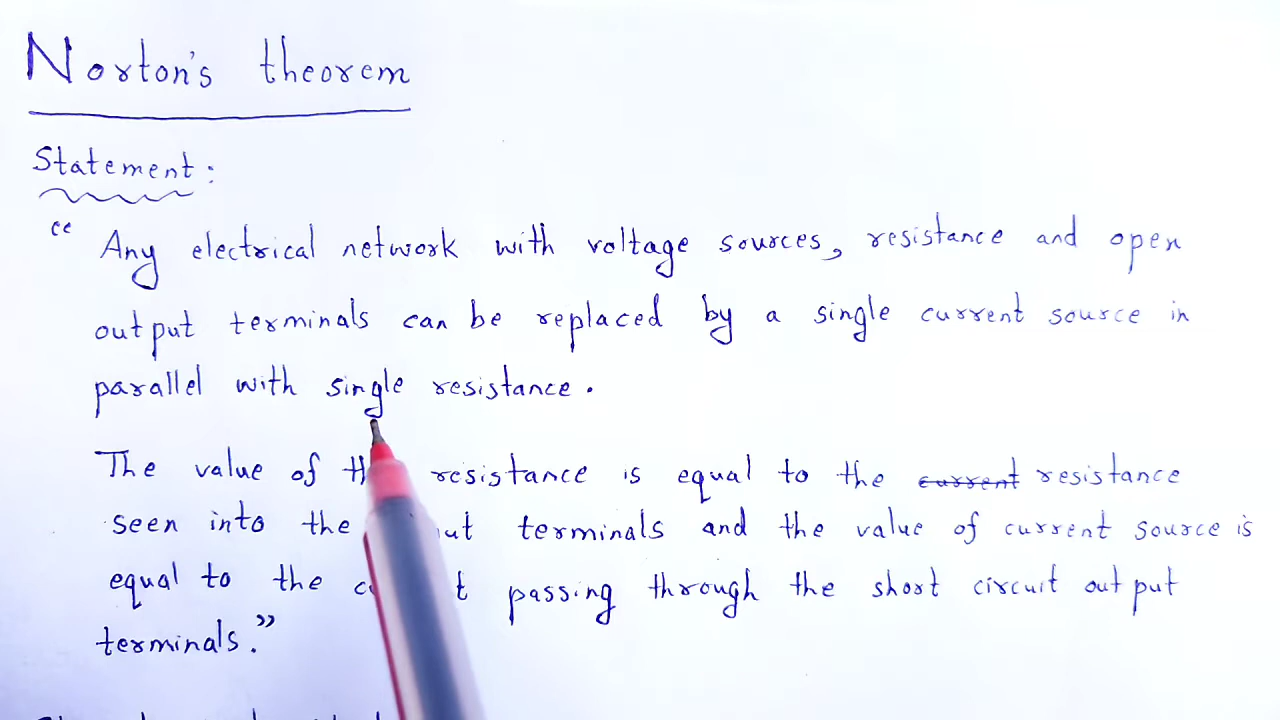 Norton's theorem
Statement:
“ Any electrical network with voltage sources, resistance and open
output terminals can be replaced by a single current source in
parallel with single resistance.
The value of th resistance is equal to the current resistance
seen into the ut terminals and the value of current source is
equal to the c t passing through the short circuit output
terminals.”